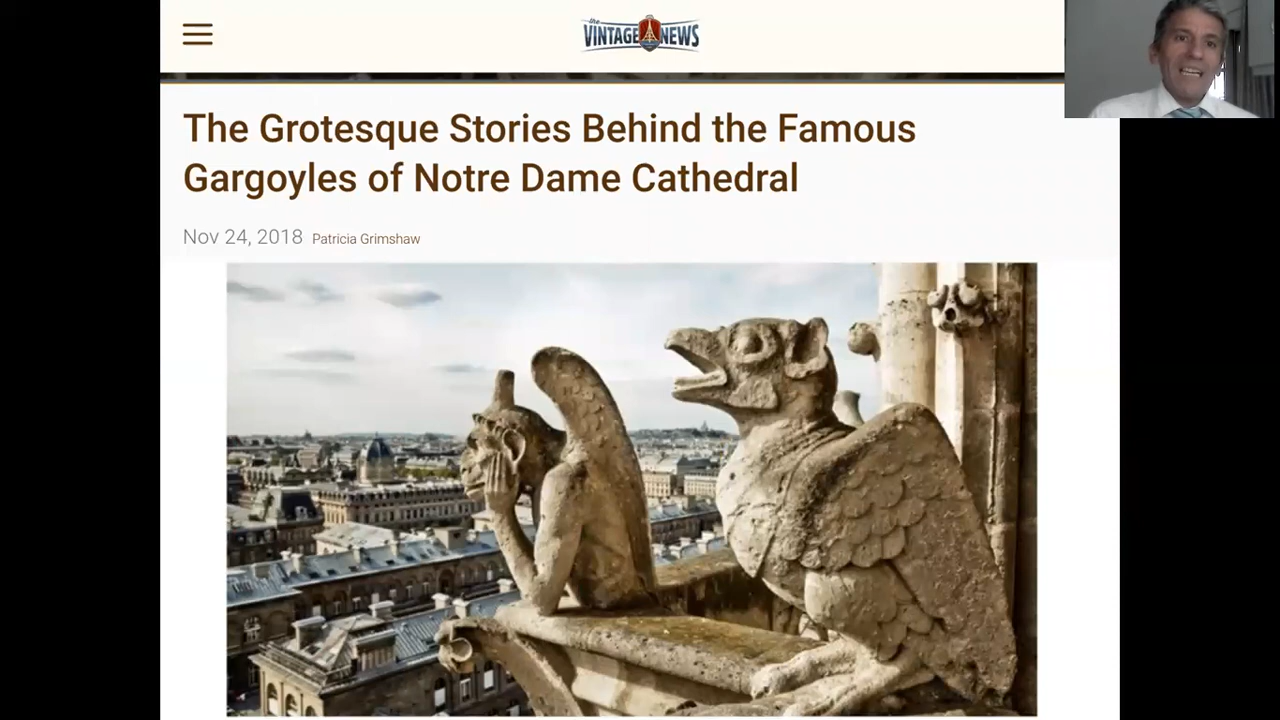 the
VINTAGE NEWS
The Grotesque Stories Behind the Famous
Gargoyles of Notre Dame Cathedral
Nov 24, 2018 Patricia Grimshaw